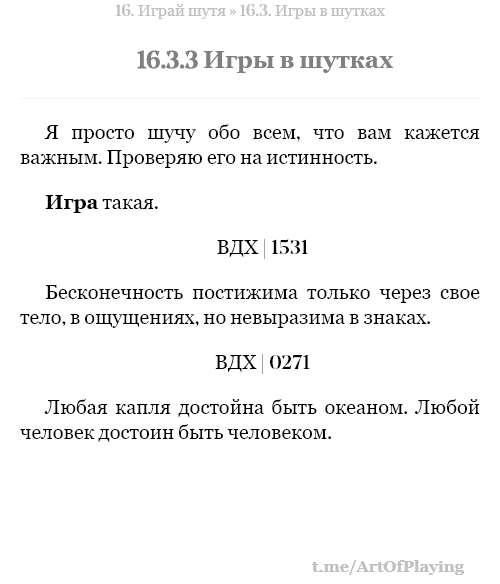 16. Играй шутя » 16.3. Игры в шутках
16.3.3 Игры в шутках
Я просто шучу обо всем, что вам кажется
важным. Проверяю его на истинность.
Игра такая.
ВДХ | 1531
Бесконечность постижима только через свое
тело, в ощущениях, но невыразима в знаках.
ВДХ | 0271
Любая капля достойна быть океаном. Любой
человек достоин быть человеком.
t.me/ArtOfPlaying